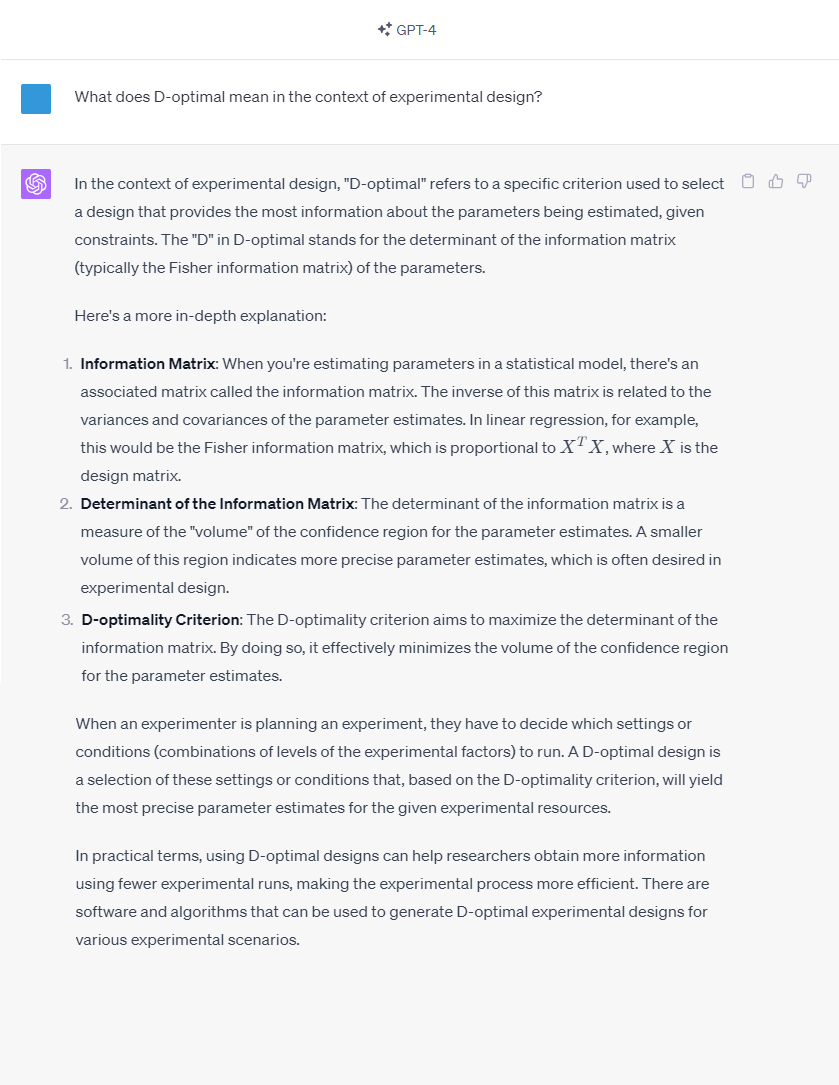 GPT-4
What does D-optimal mean in the context of experimental design?
In the context of experimental design, "D-optimal" refers to a specific criterion used to select
a design that provides the most information about the parameters being estimated, given
constraints. The "D" in D-optimal stands for the determinant of the information matrix
(typically the Fisher information matrix) of the parameters.
Here's a more in-depth explanation:
1. Information Matrix: When you're estimating parameters in a statistical model, there's an
associated matrix called the information matrix. The inverse of this matrix is related to the
variances and covariances of the parameter estimates. In linear regression, for example,
this would be the Fisher information matrix, which is proportional to $X^T X$, where $X$ is the
design matrix.
2. Determinant of the Information Matrix: The determinant of the information matrix is a
measure of the "volume" of the confidence region for the parameter estimates. A smaller
volume of this region indicates more precise parameter estimates, which is often desired in
experimental design.
3. D-optimality Criterion: The D-optimality criterion aims to maximize the determinant of the
information matrix. By doing so, it effectively minimizes the volume of the confidence region
for the parameter estimates.
When an experimenter is planning an experiment, they have to decide which settings or
conditions (combinations of levels of the experimental factors) to run. A D-optimal design is
a selection of these settings or conditions that, based on the D-optimality criterion, will yield
the most precise parameter estimates for the given experimental resources.
In practical terms, using D-optimal designs can help researchers obtain more information
using fewer experimental runs, making the experimental process more efficient. There are
software and algorithms that can be used to generate D-optimal experimental designs for
various experimental scenarios.